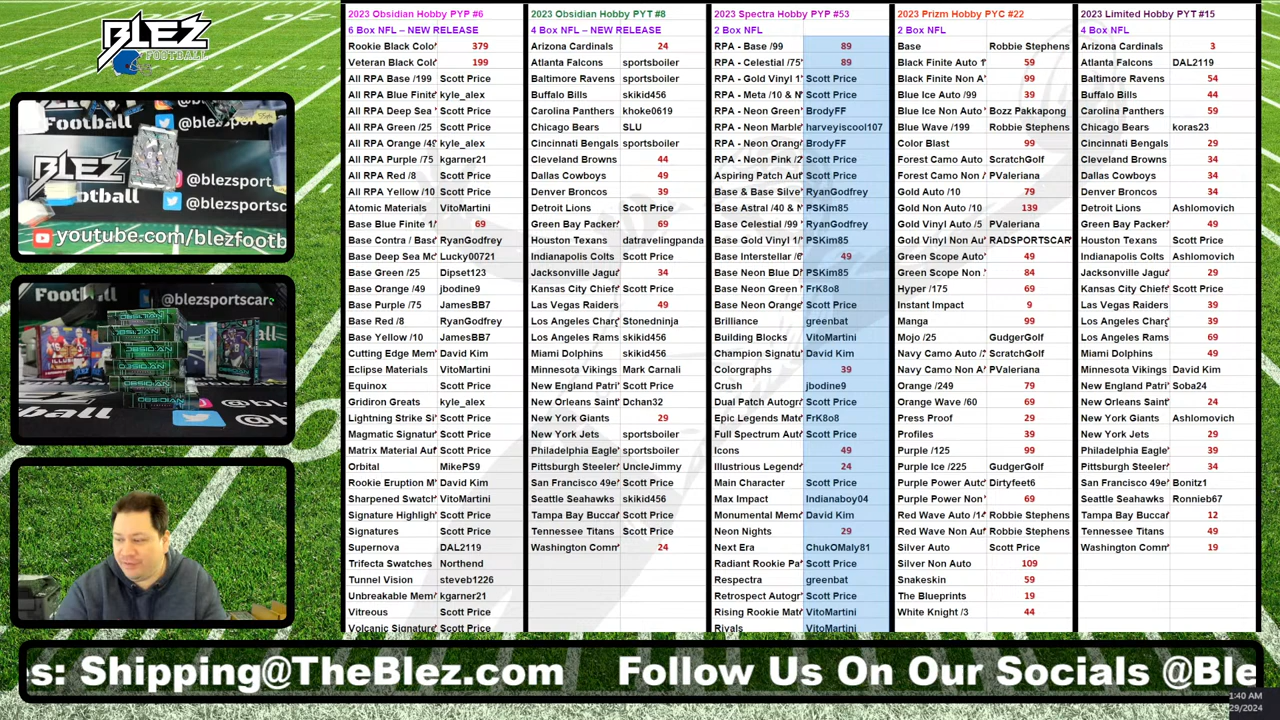 BLEZ
FOOTBALL
Football
@blezsport
youtube.com/blezfootb
@blezsportscar
OBSIDIAN
2023 Obsidian Hobby PYP #6
6 Box NFL – NEW RELEASE
Rookie Black Color 379
Veteran Black Col 199
All RPA Base /199 Scott Price
All RPA Blue Finite kyle_alex
All RPA Deep Sea Scott Price
All RPA Green /25 Scott Price
All RPA Orange /49 kyle_alex
All RPA Purple /75 kgarner21
All RPA Red /8 Scott Price
All RPA Yellow /10 Scott Price
Atomic Materials VitoMartini
Base Blue Finite 1/ 69
Base Contra / Base RyanGodfrey
Base Deep Sea Mo Lucky00721
Base Green /25 Dipset123
Base Orange /49 jbodine9
Base Purple /75 JamesBB7
Base Red /8 RyanGodfrey
Base Yellow /10 JamesBB7
Cutting Edge Mem David Kim
Eclipse Materials VitoMartini
Equinox Scott Price
Gridiron Greats kyle_alex
Lightning Strike Si Scott Price
Magmatic Signatur Scott Price
Matrix Material Aut Scott Price
Orbital MikePS9
Rookie Eruption M David Kim
Sharpened Swatch VitoMartini
Signature Highligh Scott Price
Signatures Scott Price
Supernova DAL2119
Trifecta Swatches Northend
Tunnel Vision steveb1226
Unbreakable Mem kgarner21
Vitreous Scott Price
Volcanic Signature Scott Price
2023 Obsidian Hobby PYT #8
4 Box NFL – NEW RELEASE
Arizona Cardinals 24
Atlanta Falcons sportsboiler
Baltimore Ravens sportsboiler
Buffalo Bills skikid456
Carolina Panthers khoke0619
Chicago Bears SLU
Cincinnati Bengals sportsboiler
Cleveland Browns 44
Dallas Cowboys 49
Denver Broncos 39
Detroit Lions Scott Price
Green Bay Packer 69
Houston Texans datravelingpanda
Indianapolis Colts Scott Price
Jacksonville Jagu 34
Kansas City Chief Scott Price
Las Vegas Raiders 49
Los Angeles Char Stonedninja
Los Angeles Rams skikid456
Miami Dolphins skikid456
Minnesota Vikings Mark Carnali
New England Patri Scott Price
New Orleans Saint Dchan32
New York Giants 29
New York Jets sportsboiler
Philadelphia Eagle sportsboiler
Pittsburgh Steeler UncleJimmy
San Francisco 49e Scott Price
Seattle Seahawks skikid456
Tampa Bay Bucca Scott Price
Tennessee Titans Scott Price
Washington Comm 24
2023 Spectra Hobby PYP #53
2 Box NFL
RPA - Base /99 89
RPA - Celestial /75 89
RPA - Gold Vinyl 1 Scott Price
RPA - Meta /10 & N Scott Price
RPA - Neon Green BrodyFF
RPA - Neon Marble harveyiscool107
RPA - Neon Orang BrodyFF
RPA - Neon Pink /2 Scott Price
Aspiring Patch Aut Scott Price
Base & Base Silve RyanGodfrey
Base Astral /40 & N PSKim85
Base Celestial /99 RyanGodfrey
Base Gold Vinyl 1/ PSKim85
Base Interstellar /6 49
Base Neon Blue D PSKim85
Base Neon Green FrK8o8
Base Neon Orange Scott Price
Brilliance greenbat
Building Blocks VitoMartini
Champion Signatu David Kim
Colorgraphs 39
Crush jbodine9
Dual Patch Autogr Scott Price
Epic Legends Mat FrK8o8
Full Spectrum Aut Scott Price
Icons 49
Illustrious Legend 24
Main Character Scott Price
Max Impact Indianaboy04
Monumental Mem David Kim
Neon Nights 29
Next Era ChukOMaly81
Radiant Rookie Pa Scott Price
Respectra greenbat
Retrospect Autogr Scott Price
Rising Rookie Mat VitoMartini
Rivals VitoMartini
2023 Prizm Hobby PYC #22
2 Box NFL
Base Robbie Stephens
Black Finite Auto 1 59
Black Finite Non A 99
Blue Ice Auto /99 39
Blue Ice Non Auto Bozz Pakkapong
Blue Wave /199 Robbie Stephens
Color Blast 99
Forest Camo Auto ScratchGolf
Forest Camo Non A PValeriana
Gold Auto /10 79
Gold Non Auto /10 139
Gold Vinyl Auto /5 PValeriana
Gold Vinyl Non Au RADSPORTSCAR
Green Scope Auto 49
Green Scope Non 84
Hyper /175 69
Instant Impact 9
Manga 99
Mojo /25 GudgerGolf
Navy Camo Auto /2 ScratchGolf
Navy Camo Non A PValeriana
Orange /249 79
Orange Wave /60 69
Press Proof 29
Profiles 39
Purple /125 99
Purple Ice /225 GudgerGolf
Purple Power Aut Dirtyfeet6
Purple Power Non 69
Red Wave Auto /14 Robbie Stephens
Red Wave Non Aut Robbie Stephens
Silver Auto Scott Price
Silver Non Auto 109
Snakeskin 59
The Blueprints 19
White Knight /3 44
2023 Limited Hobby PYT #15
4 Box NFL
Arizona Cardinals 3
Atlanta Falcons DAL2119
Baltimore Ravens 54
Buffalo Bills 44
Carolina Panthers 59
Chicago Bears koras23
Cincinnati Bengals 29
Cleveland Browns 34
Dallas Cowboys 34
Denver Broncos 34
Detroit Lions Ashlomovich
Green Bay Packer 49
Houston Texans Scott Price
Indianapolis Colts Ashlomovich
Jacksonville Jagu 29
Kansas City Chief Scott Price
Las Vegas Raiders 39
Los Angeles Char 39
Los Angeles Rams 69
Miami Dolphins 49
Minnesota Vikings David Kim
New England Patri Soba24
New Orleans Saint 24
New York Giants Ashlomovich
New York Jets 29
Philadelphia Eagle 39
Pittsburgh Steeler 34
San Francisco 49e Bonitz1
Seattle Seahawks Ronnieb67
Tampa Bay Bucca 12
Tennessee Titans 49
Washington Comm 19
s: Shipping@TheBlez.com Follow Us On Our Socials @Ble
1:40 AM
29/2024